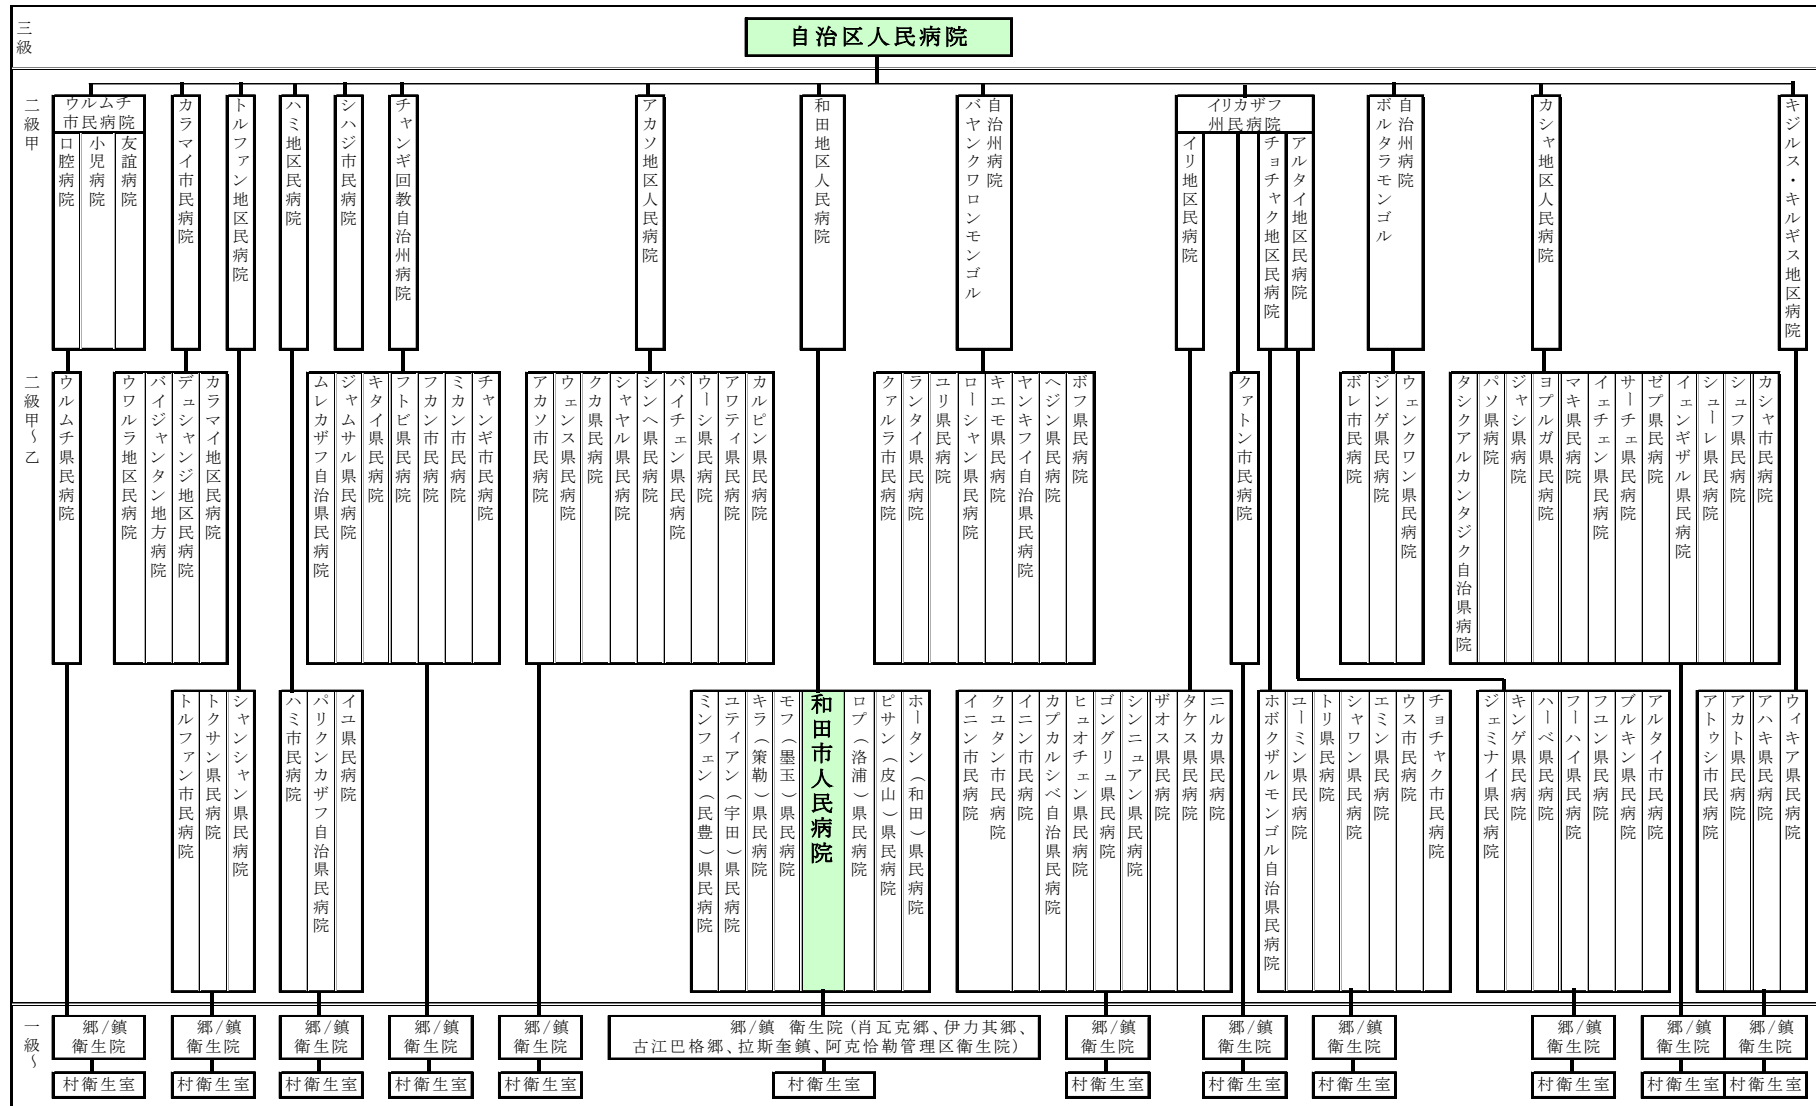 三級
自治区人民病院
二級甲
ウルムチ
市民病院
口腔病院
小児病院
友誼病院
カラマイ市民病院
トルファン地区民病院
ハミ地区民病院
シハジ市民病院
チャンギ回教自治州病院
アカソ地区人民病院
和田地区人民病院
自治州病院
バヤンクワロンモンゴル
イリカザフ
州民病院
イリ地区民病院
チョチャク地区民病院
アルタイ地区民病院
自治州病院
ボルタラモンゴル
カシャ地区人民病院
キジルス・キルギス地区病院
二級甲～乙
ウルムチ県民病院
ウワルラ地区民病院
バイジャンタン地方病院
デュシャンジ地区民病院
カラマイ地区民病院
ムレカザフ自治県民病院
ジャムサル県民病院
キタイ県民病院
フトビ県民病院
フカン市民病院
ミカン市民病院
チャンギ市民病院
アカソ市民病院
ウェンス県民病院
クカ県民病院
シャヤル県民病院
シンヘ県民病院
バイチェン県民病院
ウーシ県民病院
アワティ県民病院
カルピン県民病院
クァルラ市民病院
ランタイ県民病院
ユリ県民病院
ローシャン県民病院
キエモ県民病院
ヤンキフイ自治県民病院
ヘジン県民病院
ボフ県民病院
クァトン市民病院
ボレ市民病院
ジンゲ県民病院
ウェンクワン県民病院
タシクアルカンタジク自治県病院
パソ県病院
ジャシ県病院
ヨプルガ県民病院
マキ県民病院
イェチェン県民病院
サーチェ県民病院
ゼプ県民病院
イェンギザル県民病院
シューレ県民病院
シュフ県民病院
カシャ市民病院
トルファン市民病院
トクサン県民病院
シャンシャン県民病院
ハミ市民病院
パリクンカザフ自治県民病院
イユ県民病院
ミンフェン（民豊）県民病院
ユティアン（宇田）県民病院
キラ（策勒）県民病院
モフ（墨玉）県民病院
和田市人民病院
ロプ（洛浦）県民病院
ピサン（皮山）県民病院
ホータン（和田）県民病院
イニン市民病院
クユタン市民病院
イニン市民病院
カプカルシベ自治県民病院
ヒュオチェン県民病院
ゴングリュ県民病院
シンニュアン県民病院
ザオス県民病院
タケス県民病院
ニルカ県民病院
ホボクザルモンゴル自治県民病院
ユーミン県民病院
トリ県民病院
シャワン県民病院
エミン県民病院
ウス市民病院
チョチャク市民病院
ジェミナイ県民病院
キンゲ県民病院
ハーベ県民病院
フーハイ県民病院
フユン県民病院
ブルキン県民病院
アルタイ市民病院
アトゥシ市民病院
アカト県民病院
アハキ県民病院
ウィキア県民病院
一級～
郷/鎮
衛生院
郷/鎮
衛生院
郷/鎮
衛生院
郷/鎮
衛生院
郷/鎮
衛生院
郷/鎮 衛生院（肖瓦克郷、伊力其郷、
古江巴格郷、拉斯奎鎮、阿克恰勒管理区衛生院）
郷/鎮
衛生院
郷/鎮
衛生院
郷/鎮
衛生院
郷/鎮
衛生院
郷/鎮
衛生院
郷/鎮
衛生院
村衛生室
村衛生室
村衛生室
村衛生室
村衛生室
村衛生室
村衛生室
村衛生室
村衛生室
村衛生室
村衛生室
村衛生室